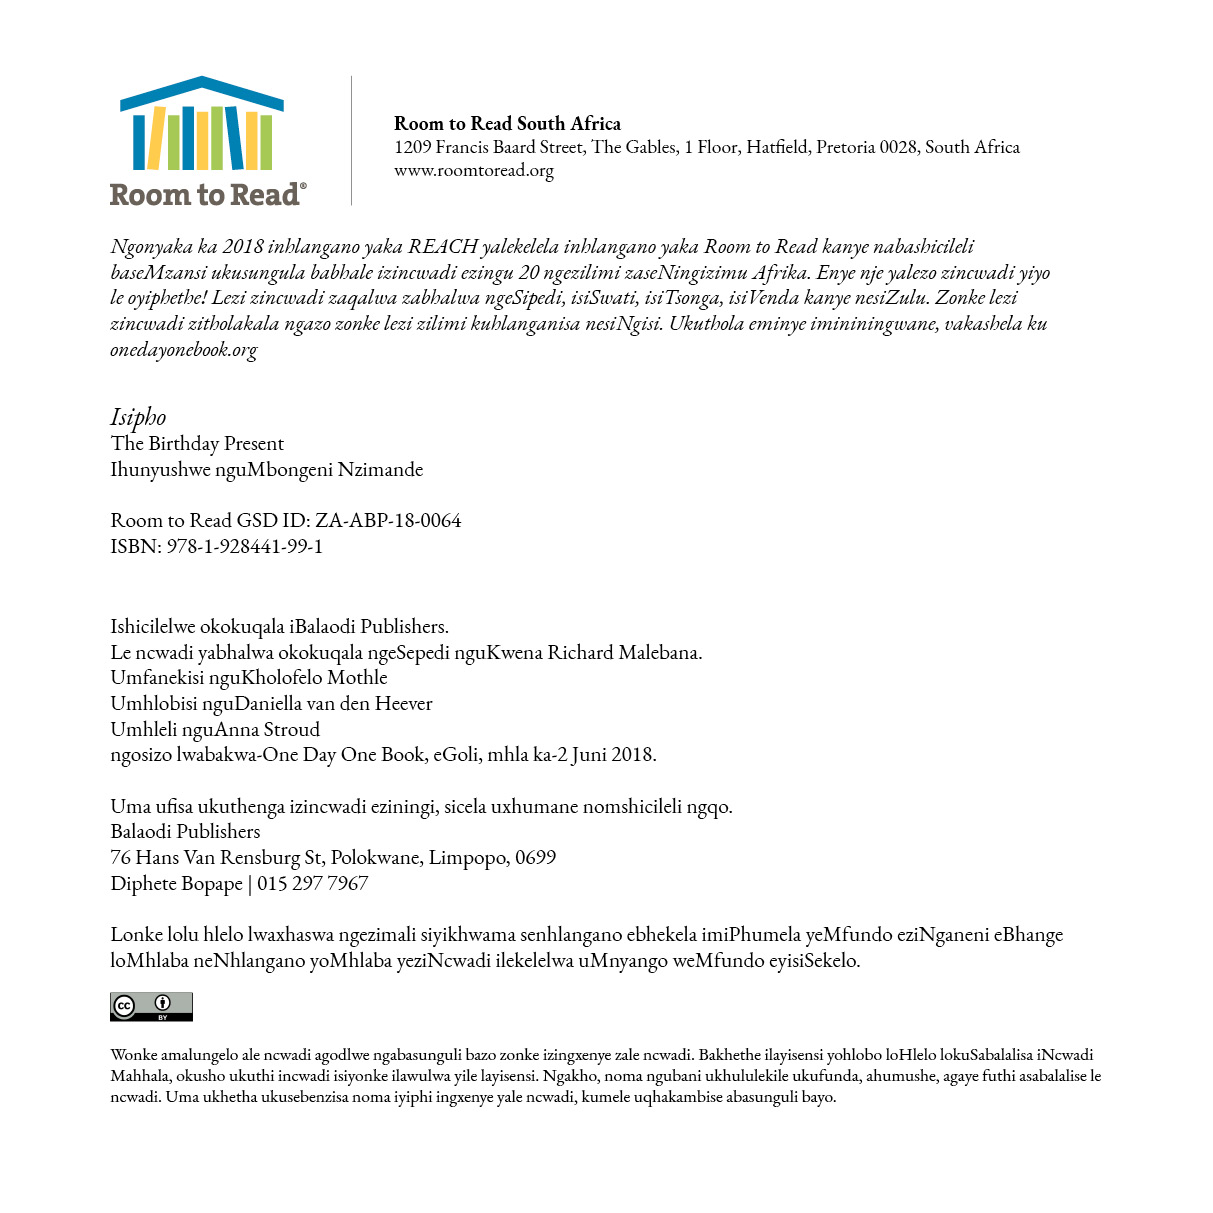 Room to Read®
Room to Read South Africa
1209 Francis Baard Street, The Gables, 1 Floor, Hatfield, Pretoria 0028, South Africa
www.roomtoread.org
Ngonyaka ka 2018 inhlangano yaka REACH yalekelela inhlangano yaka Room to Read kanye nabashicileli
baseMzansi ukusungula babhale izincwadi ezingu 20 ngezilimi zaseNingizimu Afrika. Enye nje yalezo zincwadi yiyo
le oyiphethe! Lezi zincwadi zaqalwa zabhalwa ngeSipedi, isiSwati, isiTsonga, isiVenda kanye nesiZulu. Zonke lezi
zincwadi zitholakala ngazo zonke lezi zilimi kuhlanganisa nesiNgisi. Ukuthola eminye imininingwane, vakashela ku
onedayonebook.org
Isipho
The Birthday Present
Ihunyushwe nguMbongeni Nzimande
Room to Read GSD ID: ZA-ABP-18-0064
ISBN: 978-1-928441-99-1
Ishicilelwe okokuqala iBalaodi Publishers.
Le ncwadi yabhalwa okokuqala ngeSepedi nguKwena Richard Malebana.
Umfanekisi nguKholofelo Mothle
Umhlobisi nguDaniella van den Heever
Umhleli nguAnna Stroud
ngosizo lwabakwa-One Day One Book, eGoli, mhla ka-2 Juni 2018.
Uma ufisa ukuthenga izincwadi eziningi, sicela uxhumane nomshicileli ngqo.
Balaodi Publishers
76 Hans Van Rensburg St, Polokwane, Limpopo, 0699
Diphete Bopape | 015 297 7967
Lonke lolu hlelo lwaxhaswa ngezimali siyikhwama senhlangano ebhekela imiPhumela yeMfundo eziNganeni eBhange
loMhlaba neNhlangano yoMhlaba yeziNcwadi ilekelelwa uMnyango weMfundo eyisiSekelo.
cc BY
Wonke amalungelo ale ncwadi agodlwe ngabasunguli bazo zonke izingxenye zale ncwadi. Bakhethe ilayisensi yohlobo loHlelo lokuSabalalisa iNcwadi
Mahhala, okusho ukuthi incwadi isiyonke ilawulwa yile layisensi. Ngakho, noma ngubani ukhululekile ukufunda, ahumushe, agaye futhi asabalalise le
ncwadi. Uma ukhetha ukusebenzisa noma iyiphi ingxenye yale ncwadi, kumele uqhakambise abasunguli bayo.